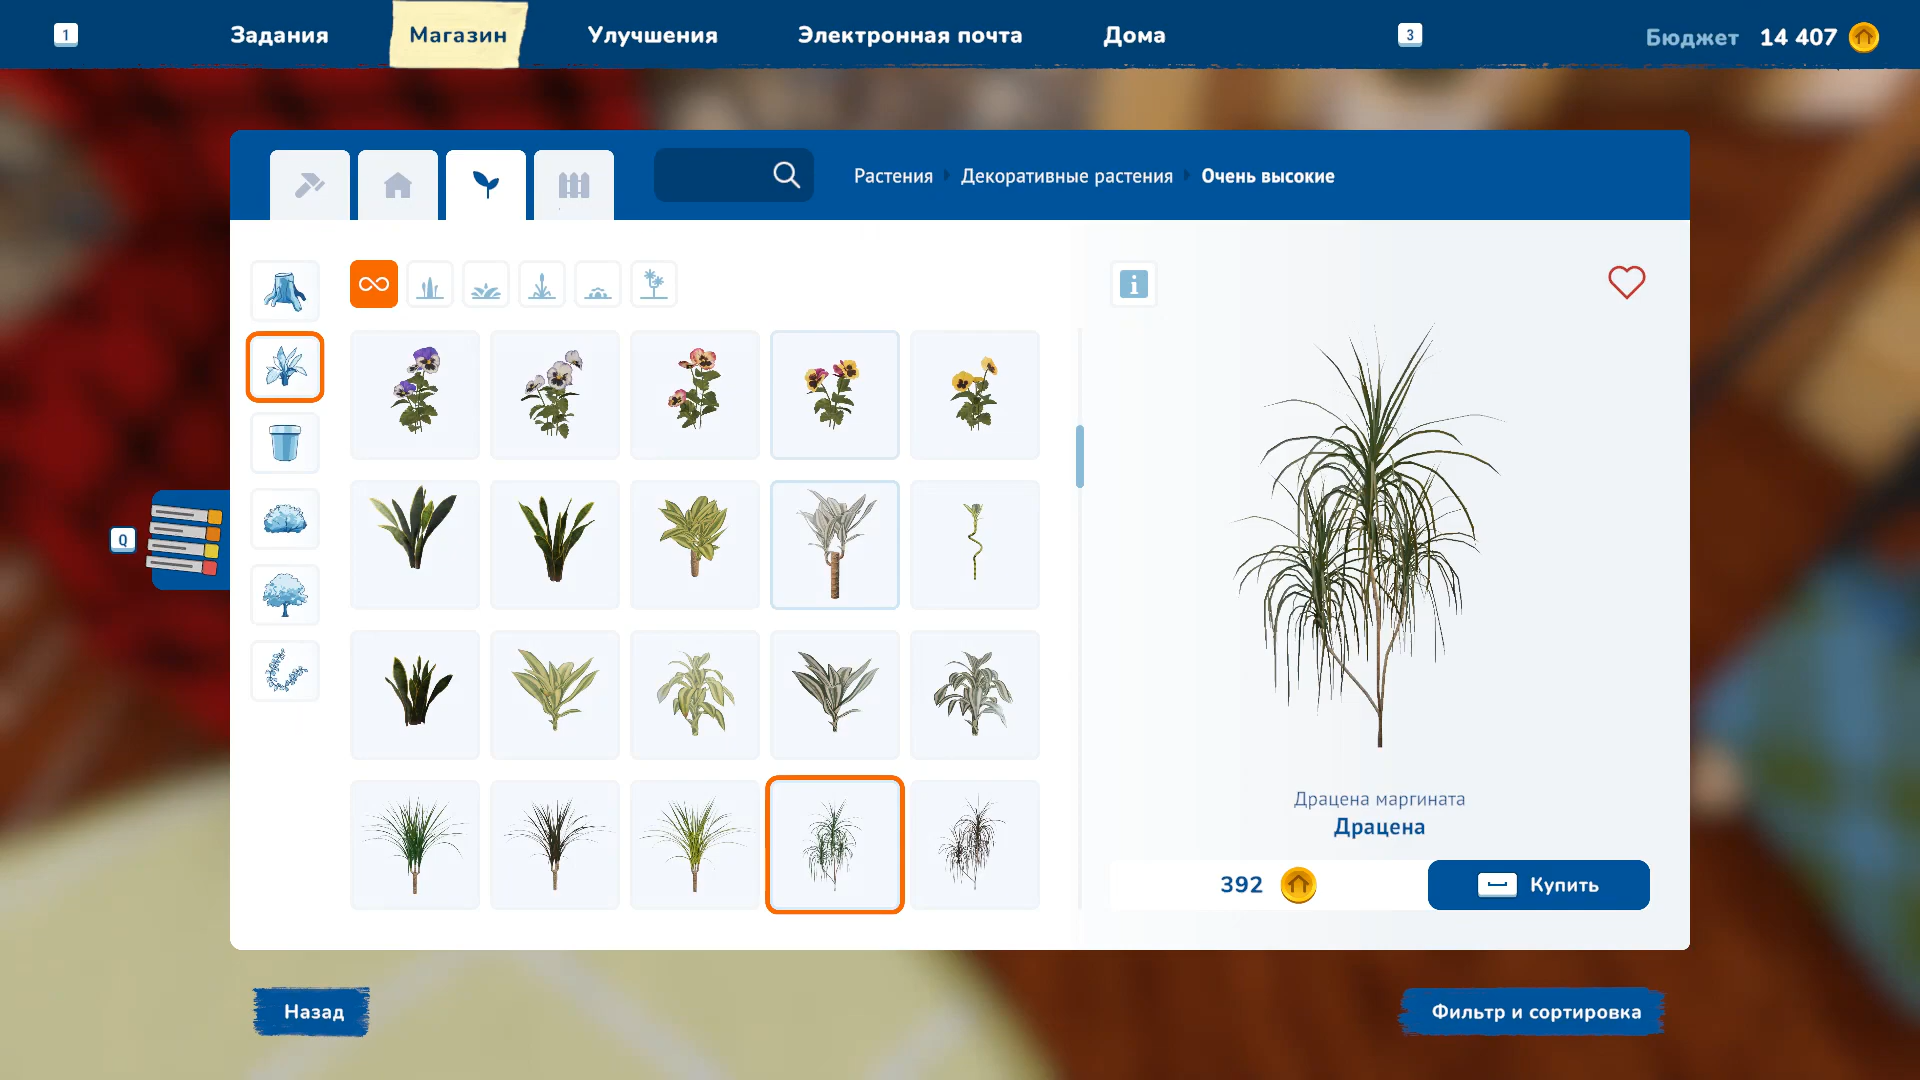 1 Задания Магазин Улучшения Электронная почта Дома 3 Бюджет 14 407
Растения Декоративные растения Очень высокие
i
Q
Драцена маргината
Драцена
392 Купить
Назад Фильтр и сортировка